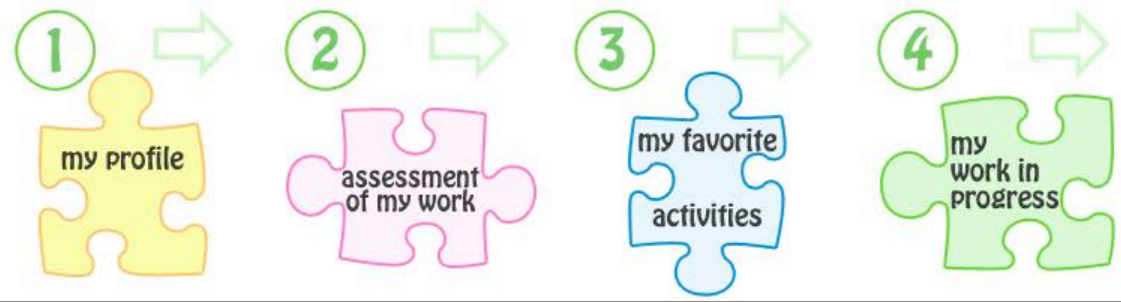 1
my profile
2
assessment
of my work
3
my favorite
activities
4
my
work in
progress